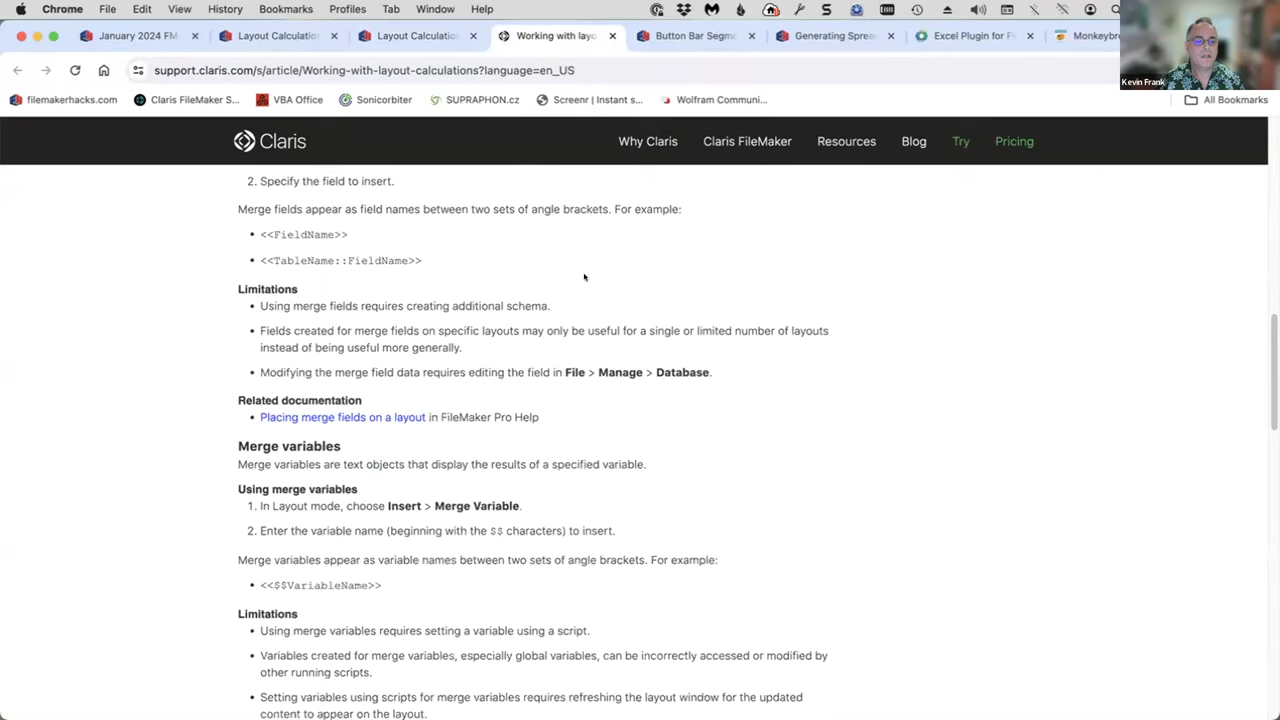 Chrome File Edit View History Bookmarks Profiles Tab Window Help
January 2024 FM
Layout Calculation
Layout Calculatio
Working with layo
Button Bar Segm
Generating Sprea
Excel Plugin for F
Monkeybre
support.claris.com/s/article/Working-with-layout-calculations?language=en_US
Kevin Frank
filemakerhacks.com
Claris FileMaker S...
VBA Office
Sonicorbiter
SUPRAPHON.cz
Screenr | Instant s...
Wolfram Communi...
All Bookmarks
Claris
Why Claris
Claris FileMaker
Resources
Blog
Try
Pricing
2. Specify the field to insert.
Merge fields appear as field names between two sets of angle brackets. For example:
• <<FieldName>>
• <<TableName::FieldName>>
Limitations
• Using merge fields requires creating additional schema.
• Fields created for merge fields on specific layouts may only be useful for a single or limited number of layouts
instead of being useful more generally.
• Modifying the merge field data requires editing the field in File > Manage > Database.
Related documentation
• Placing merge fields on a layout in FileMaker Pro Help
Merge variables
Merge variables are text objects that display the results of a specified variable.
Using merge variables
1. In Layout mode, choose Insert > Merge Variable.
2. Enter the variable name (beginning with the $$ characters) to insert.
Merge variables appear as variable names between two sets of angle brackets. For example:
• <<$$VariableName>>
Limitations
• Using merge variables requires setting a variable using a script.
• Variables created for merge variables, especially global variables, can be incorrectly accessed or modified by
other running scripts.
• Setting variables using scripts for merge variables requires refreshing the layout window for the updated
content to appear on the layout.